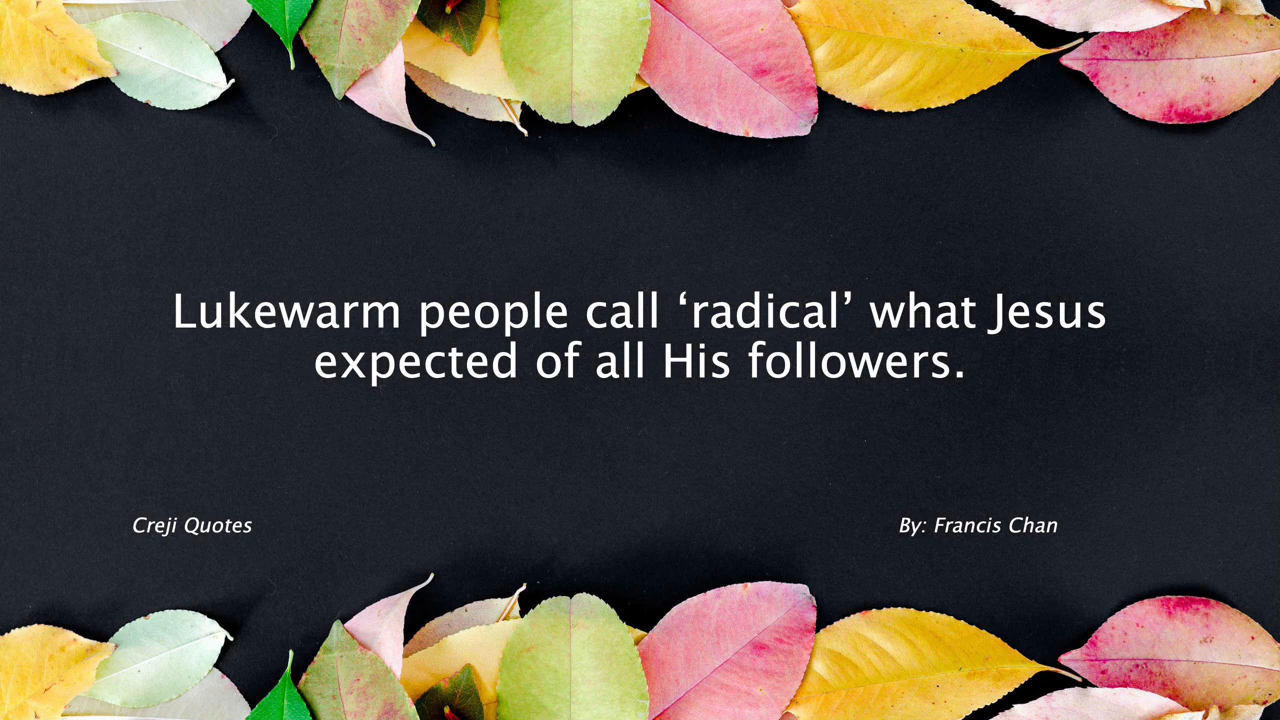 Lukewarm people call ‘radical’ what Jesus
expected of all His followers.
Creji Quotes
By: Francis Chan